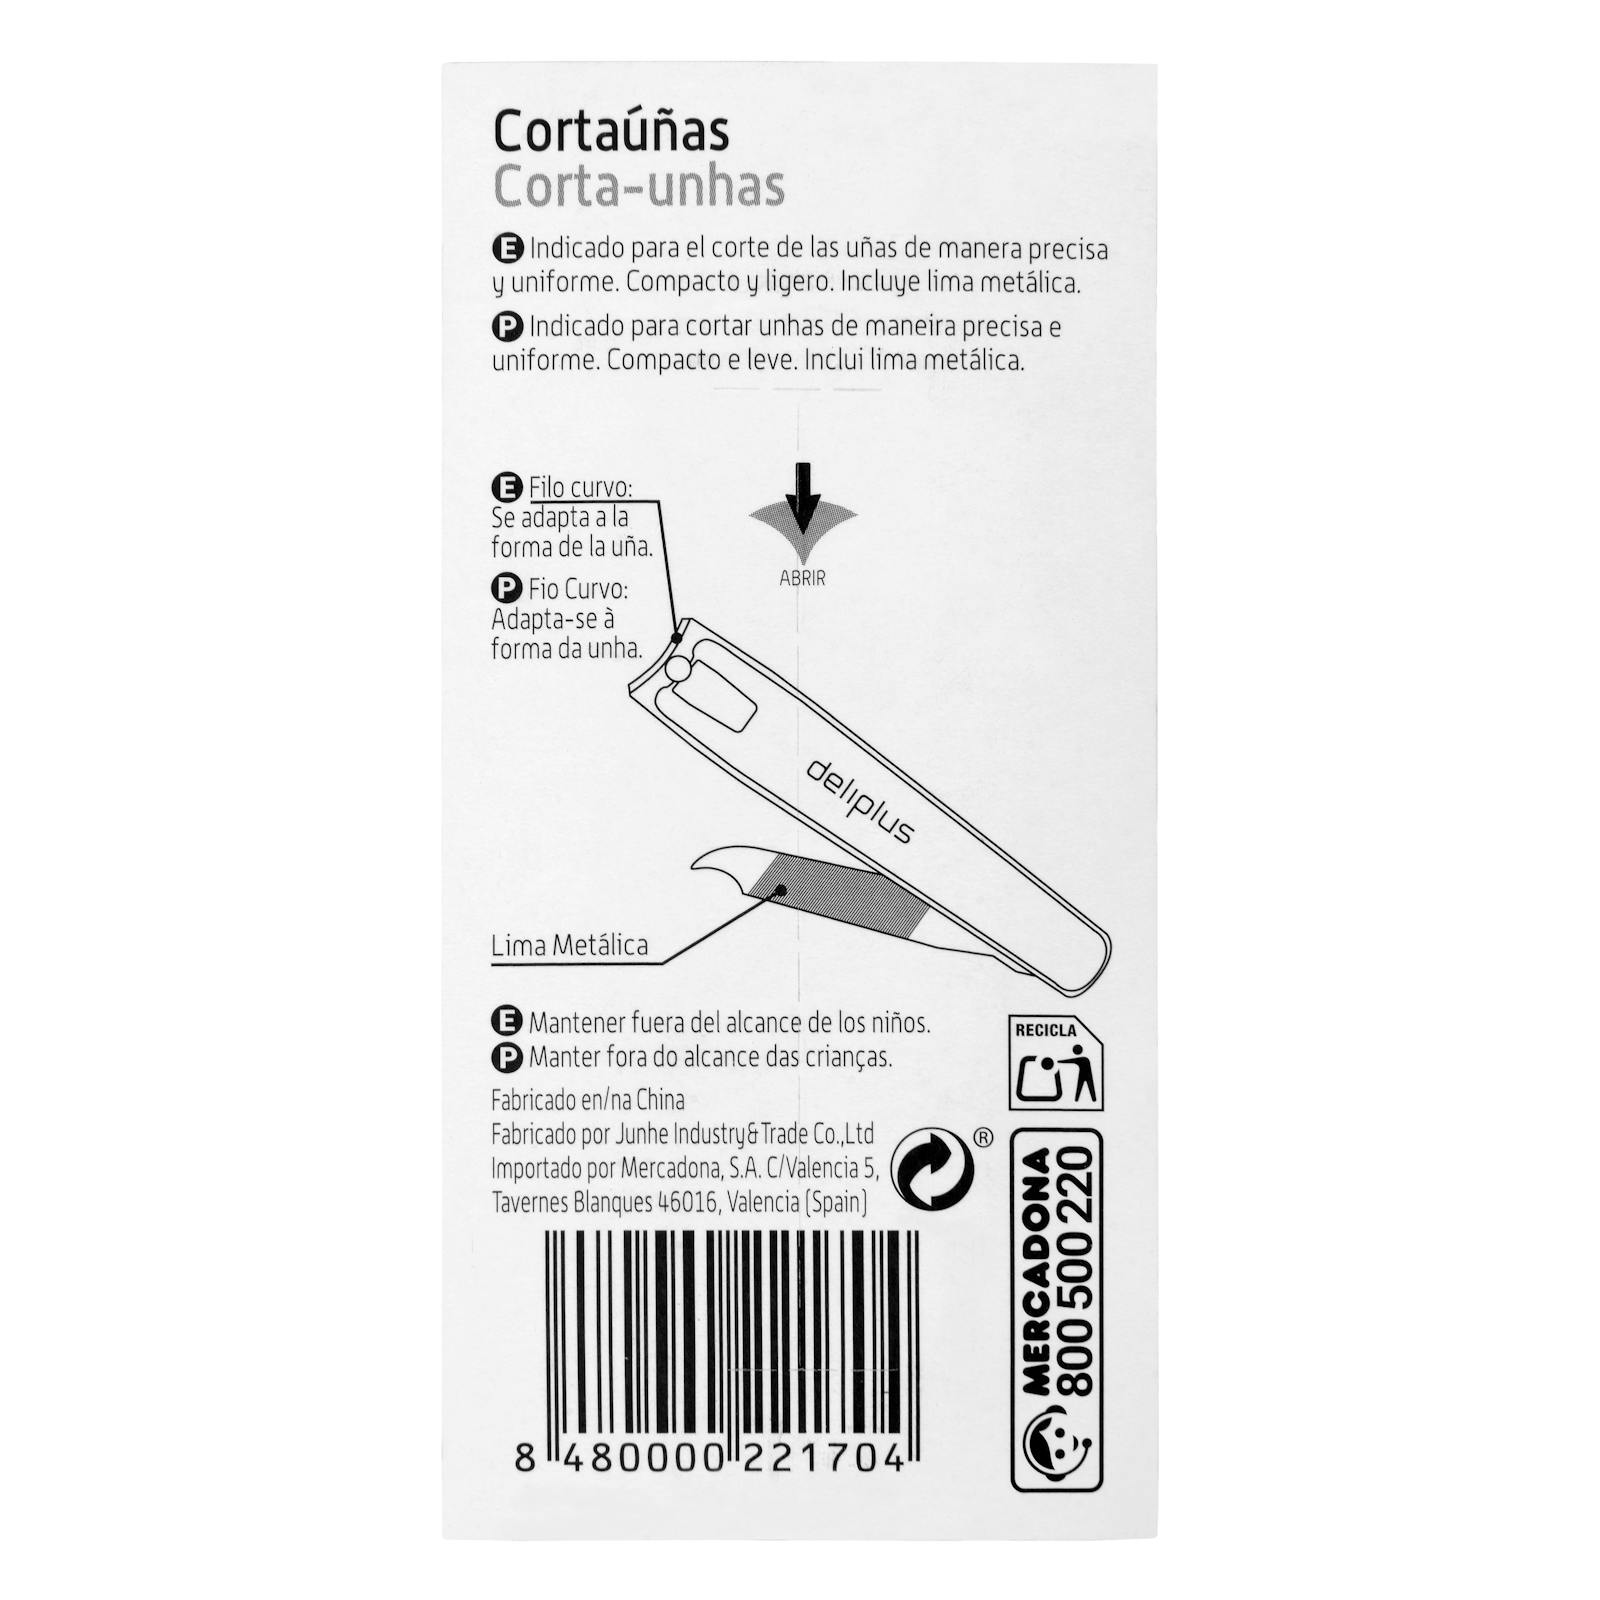 Cortaúñas
Corta-unhas
E Indicado para el corte de las uñas de manera precisa
y uniforme. Compacto y ligero. Incluye lima metálica.
P Indicado para cortar unhas de maneira precisa e
uniforme. Compacto e leve. Inclui lima metálica.
E Filo curvo:
Se adapta a la
forma de la uña.
P Fio Curvo:
Adapta-se à
forma da unha.
ABRIR
deliplus
Lima Metálica
E Mantener fuera del alcance de los niños.
P Manter fora do alcance das crianças.
RECICLA
Fabricado en/na China
Fabricado por Junhe Industry&Trade Co.,Ltd
Importado por Mercadona, S.A. C/Valencia 5,
Tavernes Blanques 46016, Valencia (Spain)
®
MERCADONA
800 500 220
8 480000 221704